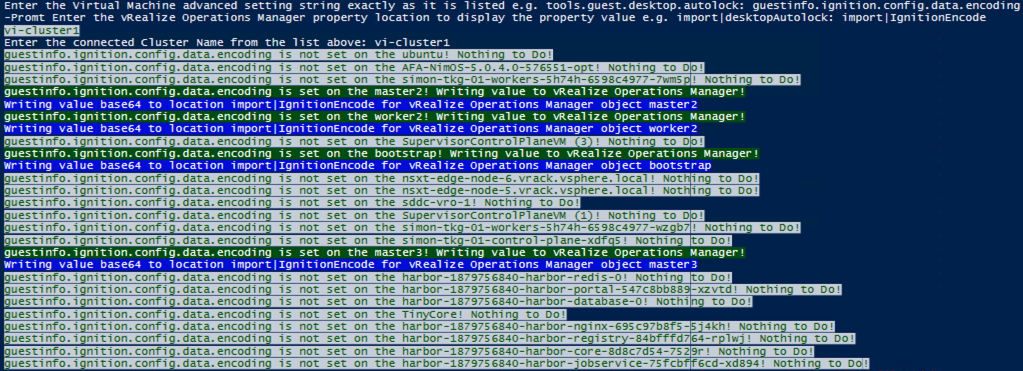 Enter the Virtual Machine advanced setting string exactly as it is listed e.g. tools.guest.desktop.autolock: guestinfo.ignition.config.data.encoding
-Promt Enter the vRealize Operations Manager property location to display the property value e.g. import|desktopAutolock: import|IgnitionEncode
vi-cluster1
Enter the connected Cluster Name from the list above: vi-cluster1
guestinfo.ignition.config.data.encoding is not set on the ubuntu! Nothing to Do!
guestinfo.ignition.config.data.encoding is not set on the AFA-NimOS-5.0.4.0-576551-opt! Nothing to Do!
guestinfo.ignition.config.data.encoding is not set on the simon-tkg-01-workers-5h74h-6598c4977-7wm5p! Nothing to Do!
guestinfo.ignition.config.data.encoding is set on the master2! Writing value to vRealize Operations Manager!
Writing value base64 to location import|IgnitionEncode for vRealize Operations Manager object master2
guestinfo.ignition.config.data.encoding is set on the worker2! Writing value to vRealize Operations Manager!
Writing value base64 to location import|IgnitionEncode for vRealize Operations Manager object worker2
guestinfo.ignition.config.data.encoding is not set on the SupervisorControlPlaneVM (3)! Nothing to Do!
guestinfo.ignition.config.data.encoding is set on the bootstrap! Writing value to vRealize Operations Manager!
Writing value base64 to location import|IgnitionEncode for vRealize Operations Manager object bootstrap
guestinfo.ignition.config.data.encoding is not set on the nsxt-edge-node-6.vrack.vsphere.local! Nothing to Do!
guestinfo.ignition.config.data.encoding is not set on the nsxt-edge-node-5.vrack.vsphere.local! Nothing to Do!
guestinfo.ignition.config.data.encoding is not set on the sddc-vro-1! Nothing to Do!
guestinfo.ignition.config.data.encoding is not set on the SupervisorControlPlaneVM (1)! Nothing to Do!
guestinfo.ignition.config.data.encoding is not set on the simon-tkg-01-workers-5h74h-6598c4977-wzgb7! Nothing to Do!
guestinfo.ignition.config.data.encoding is not set on the simon-tkg-01-control-plane-xdfq5! Nothing to Do!
guestinfo.ignition.config.data.encoding is set on the master3! Writing value to vRealize Operations Manager!
Writing value base64 to location import|IgnitionEncode for vRealize Operations Manager object master3
guestinfo.ignition.config.data.encoding is not set on the harbor-1879756840-harbor-redis-0! Nothing to Do!
guestinfo.ignition.config.data.encoding is not set on the harbor-1879756840-harbor-portal-547c8bb889-xzvtd! Nothing to Do!
guestinfo.ignition.config.data.encoding is not set on the harbor-1879756840-harbor-database-0! Nothing to Do!
guestinfo.ignition.config.data.encoding is not set on the TinyCore! Nothing to Do!
guestinfo.ignition.config.data.encoding is not set on the harbor-1879756840-harbor-nginx-695c97b8f5-5j4kh! Nothing to Do!
guestinfo.ignition.config.data.encoding is not set on the harbor-1879756840-harbor-registry-84bfffd764-rplwj! Nothing to Do!
guestinfo.ignition.config.data.encoding is not set on the harbor-1879756840-harbor-core-8d8c7d54-7529r! Nothing to Do!
guestinfo.ignition.config.data.encoding is not set on the harbor-1879756840-harbor-jobservice-75fcbff6cd-xd894! Nothing to Do!